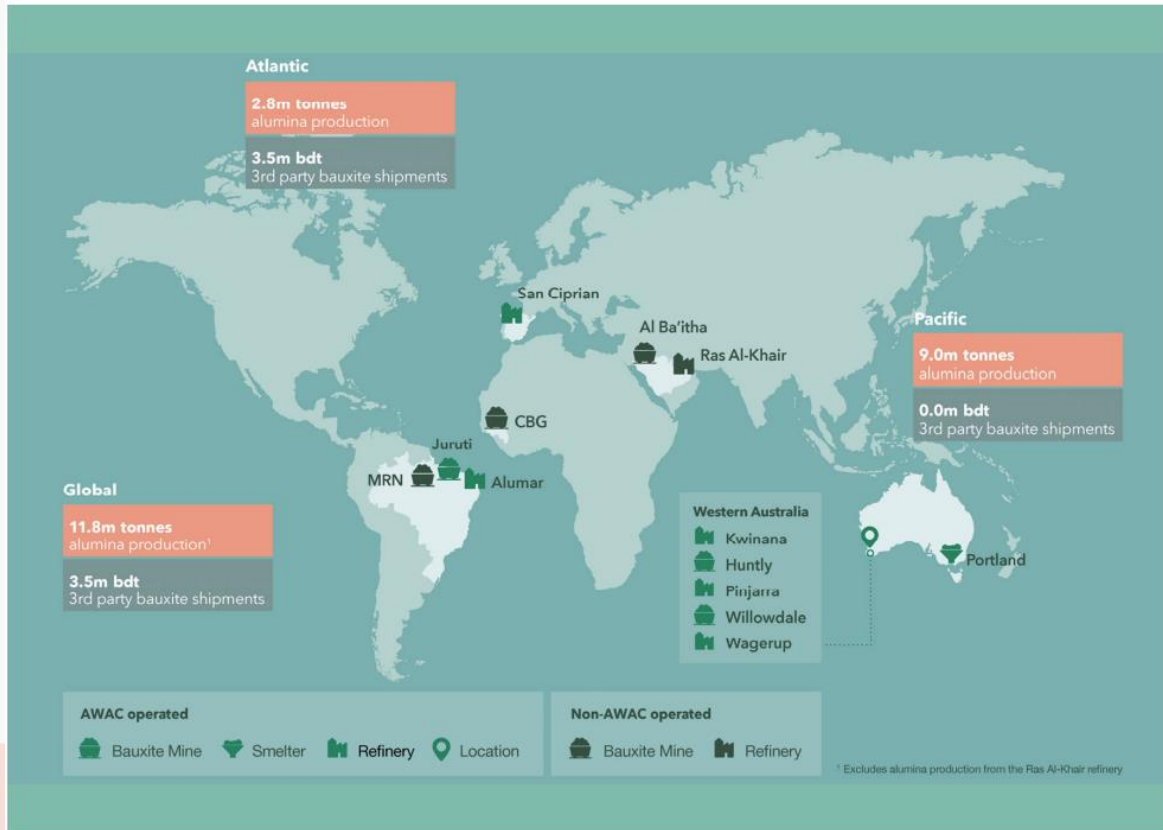 Atlantic
2.8m tonnes
alumina production
3.5m bdt
3rd party bauxite shipments
San Ciprian
Al Ba'itha
Ras Al-Khair
Pacific
9.0m tonnes
alumina production
0.0m bdt
3rd party bauxite shipments
CBG
Juruti
MRN
Alumar
Global
11.8m tonnes
alumina production¹
3.5m bdt
3rd party bauxite shipments
Western Australia
Kwinana
Huntly
Pinjarra
Willowdale
Wagerup
Portland
AWAC operated
Bauxite Mine
Smelter
Refinery
Location
Non-AWAC operated
Bauxite Mine
Refinery
¹ Excludes alumina production from the Ras Al-Khair refinery